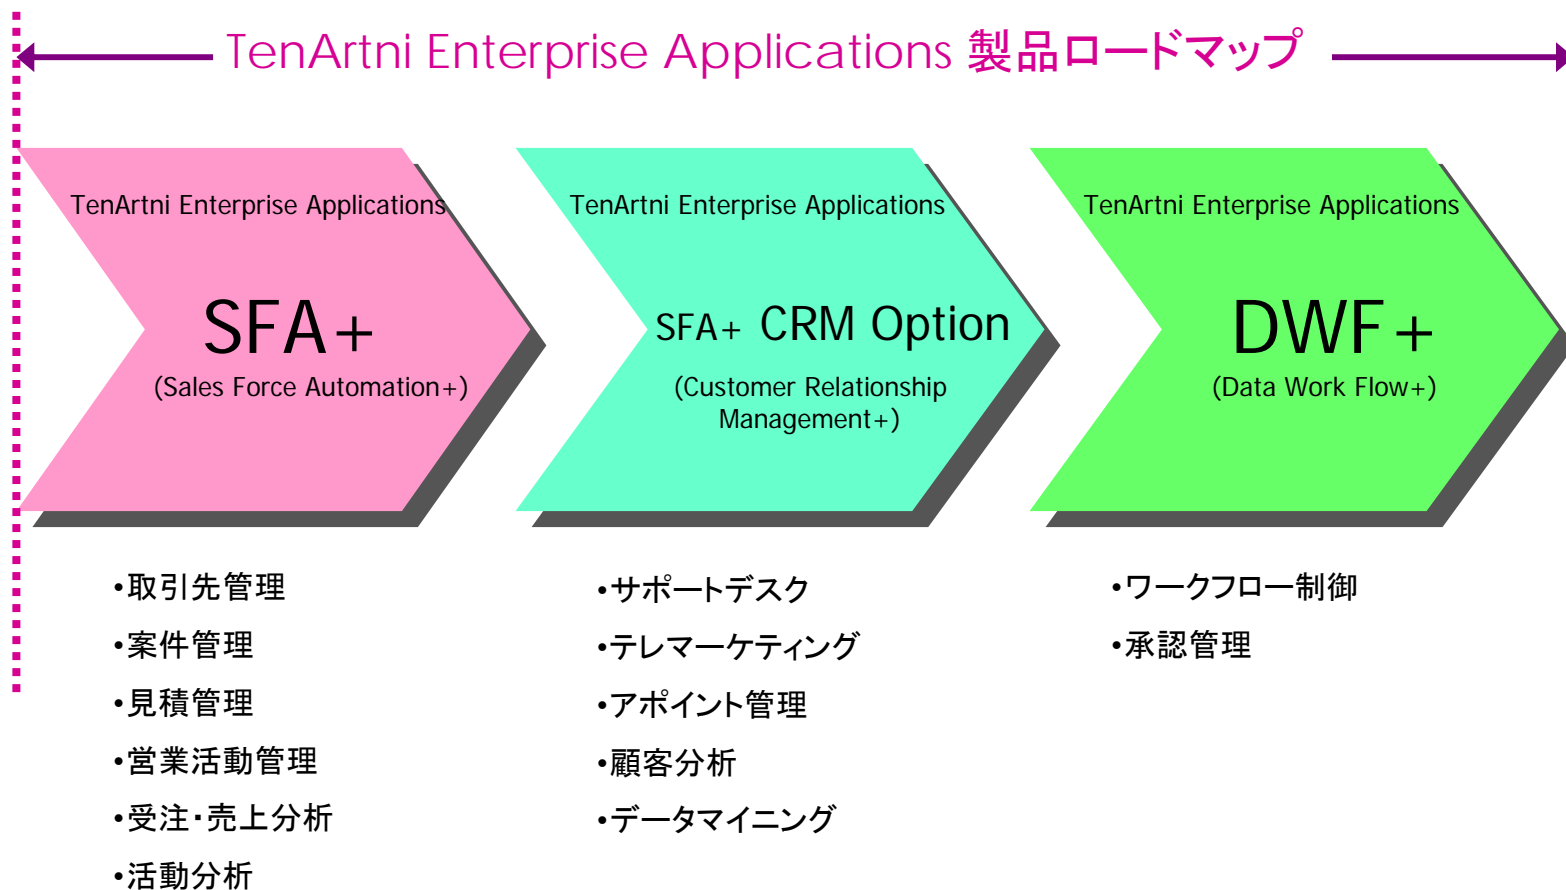 TenArtni Enterprise Applications 製品ロードマップ
TenArtni Enterprise Applications
SFA+
(Sales Force Automation+)
TenArtni Enterprise Applications
SFA+ CRM Option
(Customer Relationship
Management+)
TenArtni Enterprise Applications
DWF+
(Data Work Flow+)
•取引先管理
•案件管理
•見積管理
•営業活動管理
•受注・売上分析
•活動分析
•サポートデスク
•テレマーケティング
•アポイント管理
•顧客分析
•データマイニング
•ワークフロー制御
•承認管理